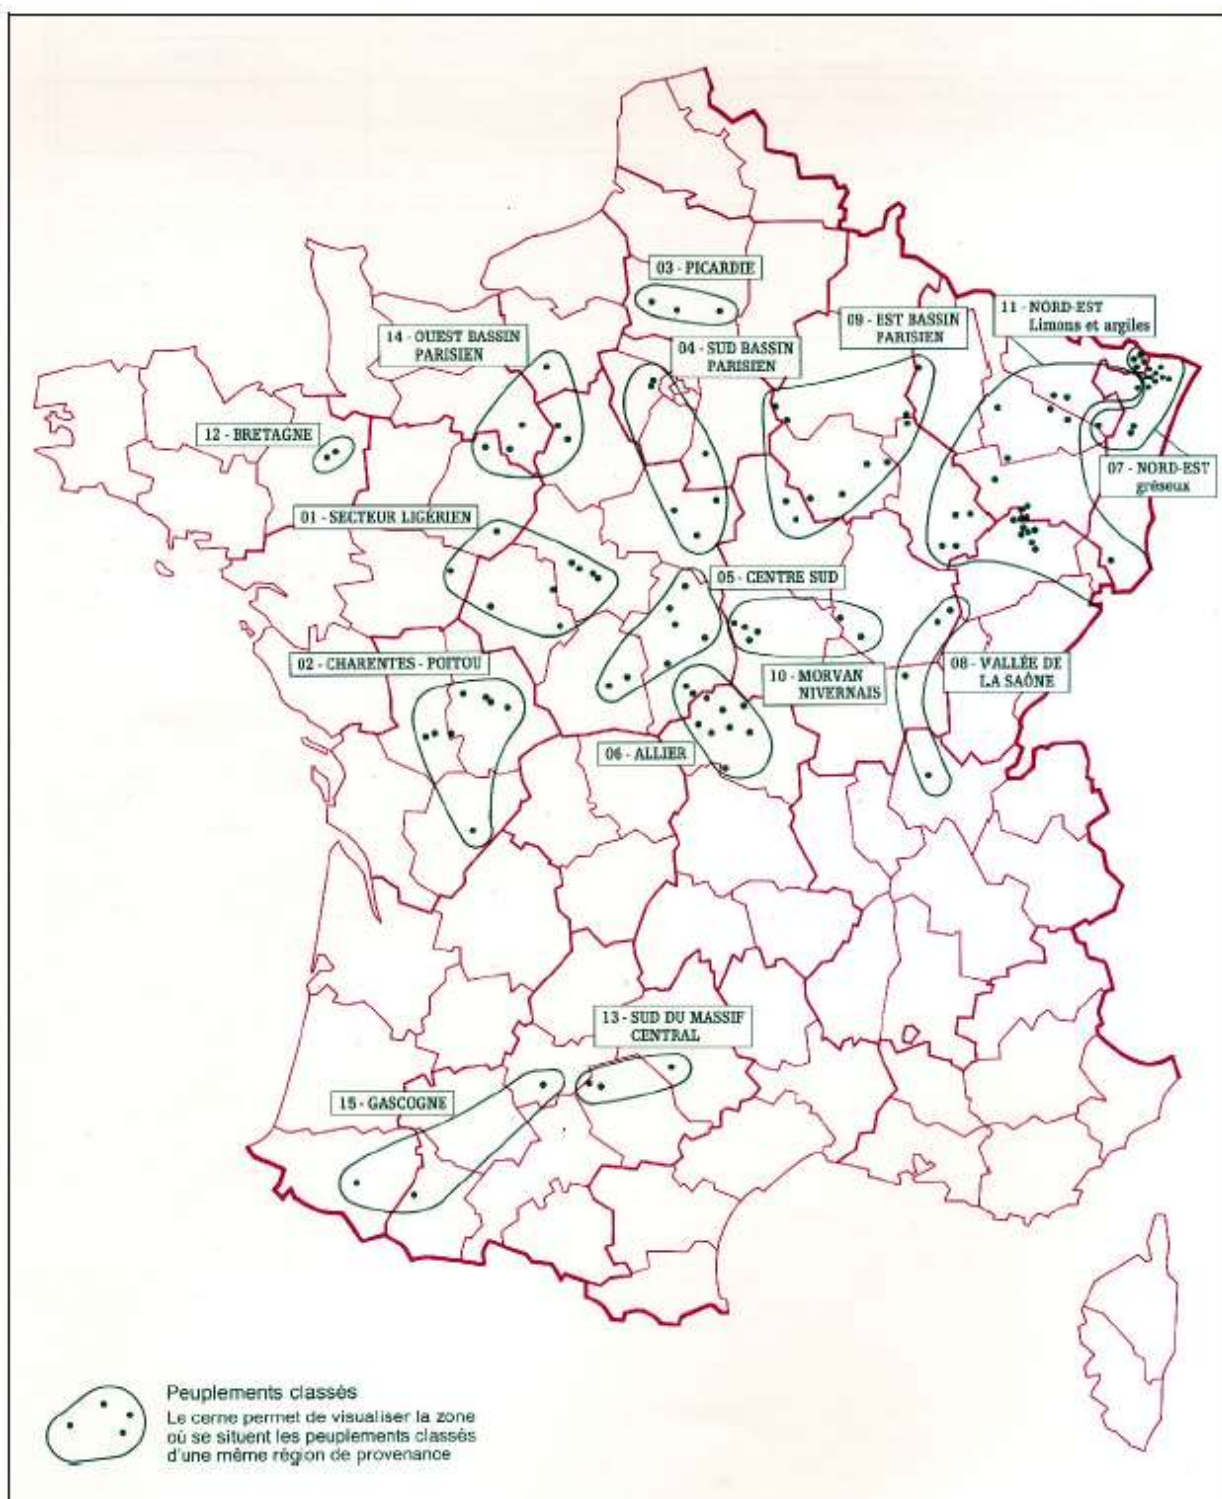 03 - PICARDIE
11 - NORD-EST
Limons et argiles
09 - EST BASSIN
PARISIEN
14 - OUEST BASSIN
PARISIEN
04 - SUD BASSIN
PARISIEN
12 - BRETAGNE
07 - NORD-EST
gréseux
01 - SECTEUR LIGÉRIEN
05 - CENTRE SUD
02 - CHARENTES - POITOU
10 - MORVAN
NIVERNAIS
08 - VALLÉE DE
LA SAÔNE
06 - ALLIER
13 - SUD DU MASSIF
CENTRAL
15 - GASCOGNE
Peuplements classés
Le cerne permet de visualiser la zone
où se situent les peuplements classés
d'une même région de provenance